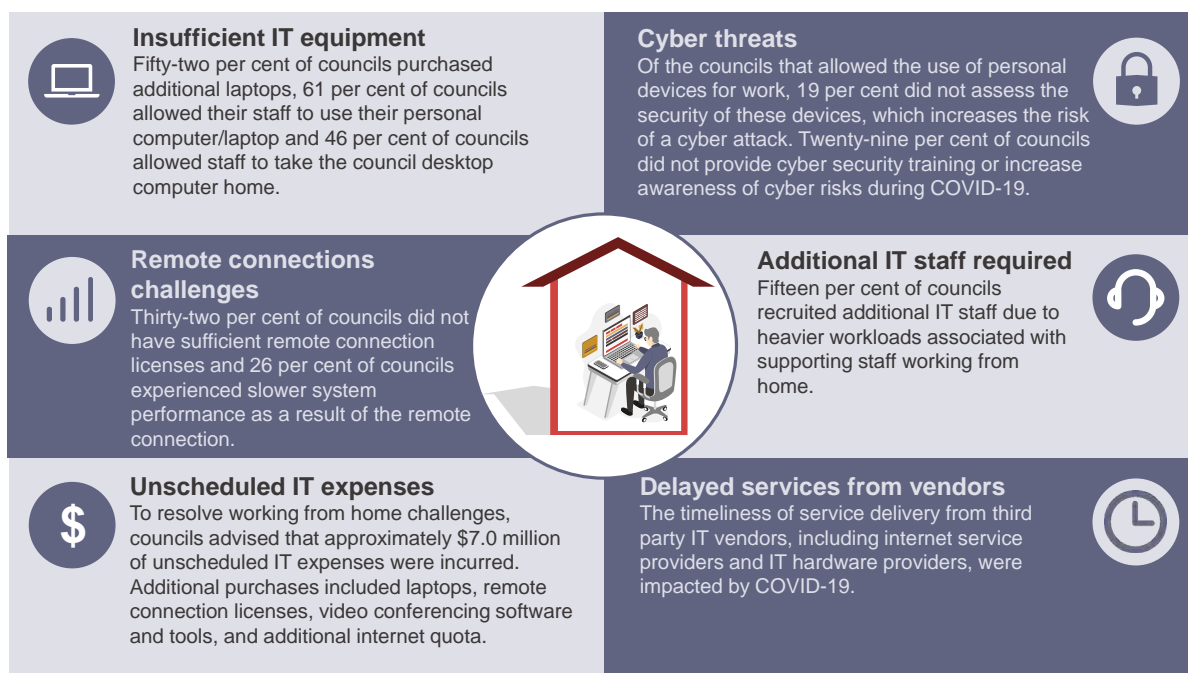 Insufficient IT equipment
Fifty-two per cent of councils purchased
additional laptops, 61 per cent of councils
allowed their staff to use their personal
computer/laptop and 46 per cent of councils
allowed staff to take the council desktop
computer home.
Cyber threats
Of the councils that allowed the use of personal
devices for work, 19 per cent did not assess the
security of these devices, which increases the risk
of a cyber attack. Twenty-nine per cent of councils
did not provide cyber security training or increase
awareness of cyber risks during COVID-19.
Remote connections
challenges
Thirty-two per cent of councils did not
have sufficient remote connection
licenses and 26 per cent of councils
experienced slower system
performance as a result of the remote
connection.
Additional IT staff required
Fifteen per cent of councils
recruited additional IT staff due to
heavier workloads associated with
supporting staff working from
home.
$
Unscheduled IT expenses
To resolve working from home challenges,
councils advised that approximately $7.0 million
of unscheduled IT expenses were incurred.
Additional purchases included laptops, remote
connection licenses, video conferencing software
and tools, and additional internet quota.
Delayed services from vendors
The timeliness of service delivery from third
party IT vendors, including internet service
providers and IT hardware providers, were
impacted by COVID-19.